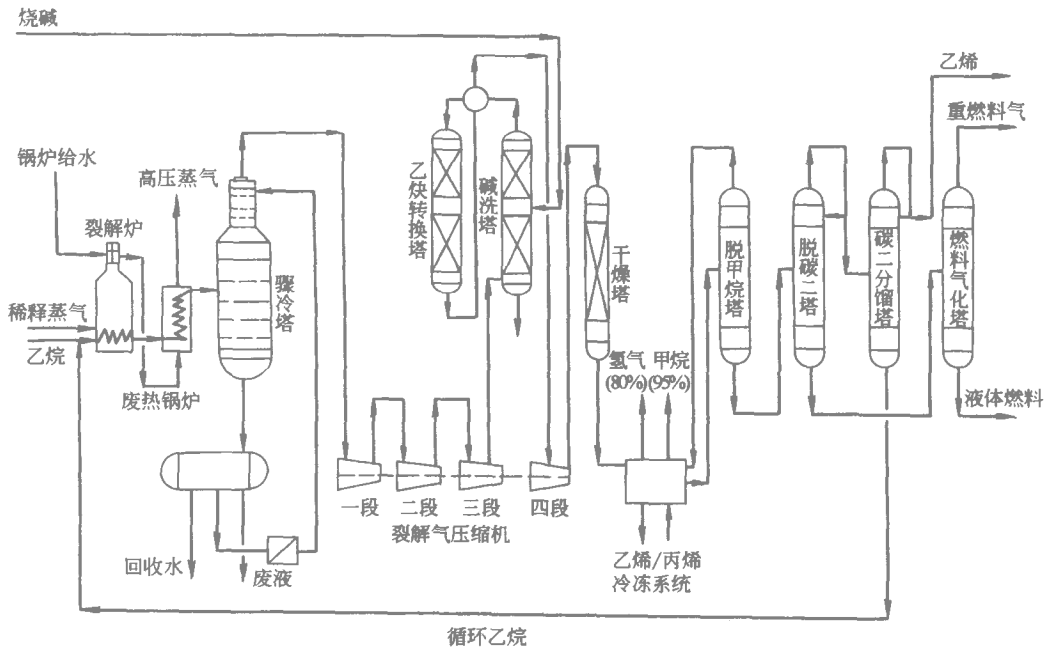 烧碱
乙烯
重燃料气
锅炉给水
高压蒸气
裂解炉
乙炔转换塔
碱洗塔
干燥塔
脱甲烷塔
脱碳二塔
碳二分馏塔
燃料气化塔
骤冷塔
稀释蒸气
乙烷
废热锅炉
氢气 甲烷
(80%)(95%)
液体燃料
一段 二段 三段 四段
裂解气压缩机
回收水
废液
乙烯/丙烯
冷冻系统
循环乙烷